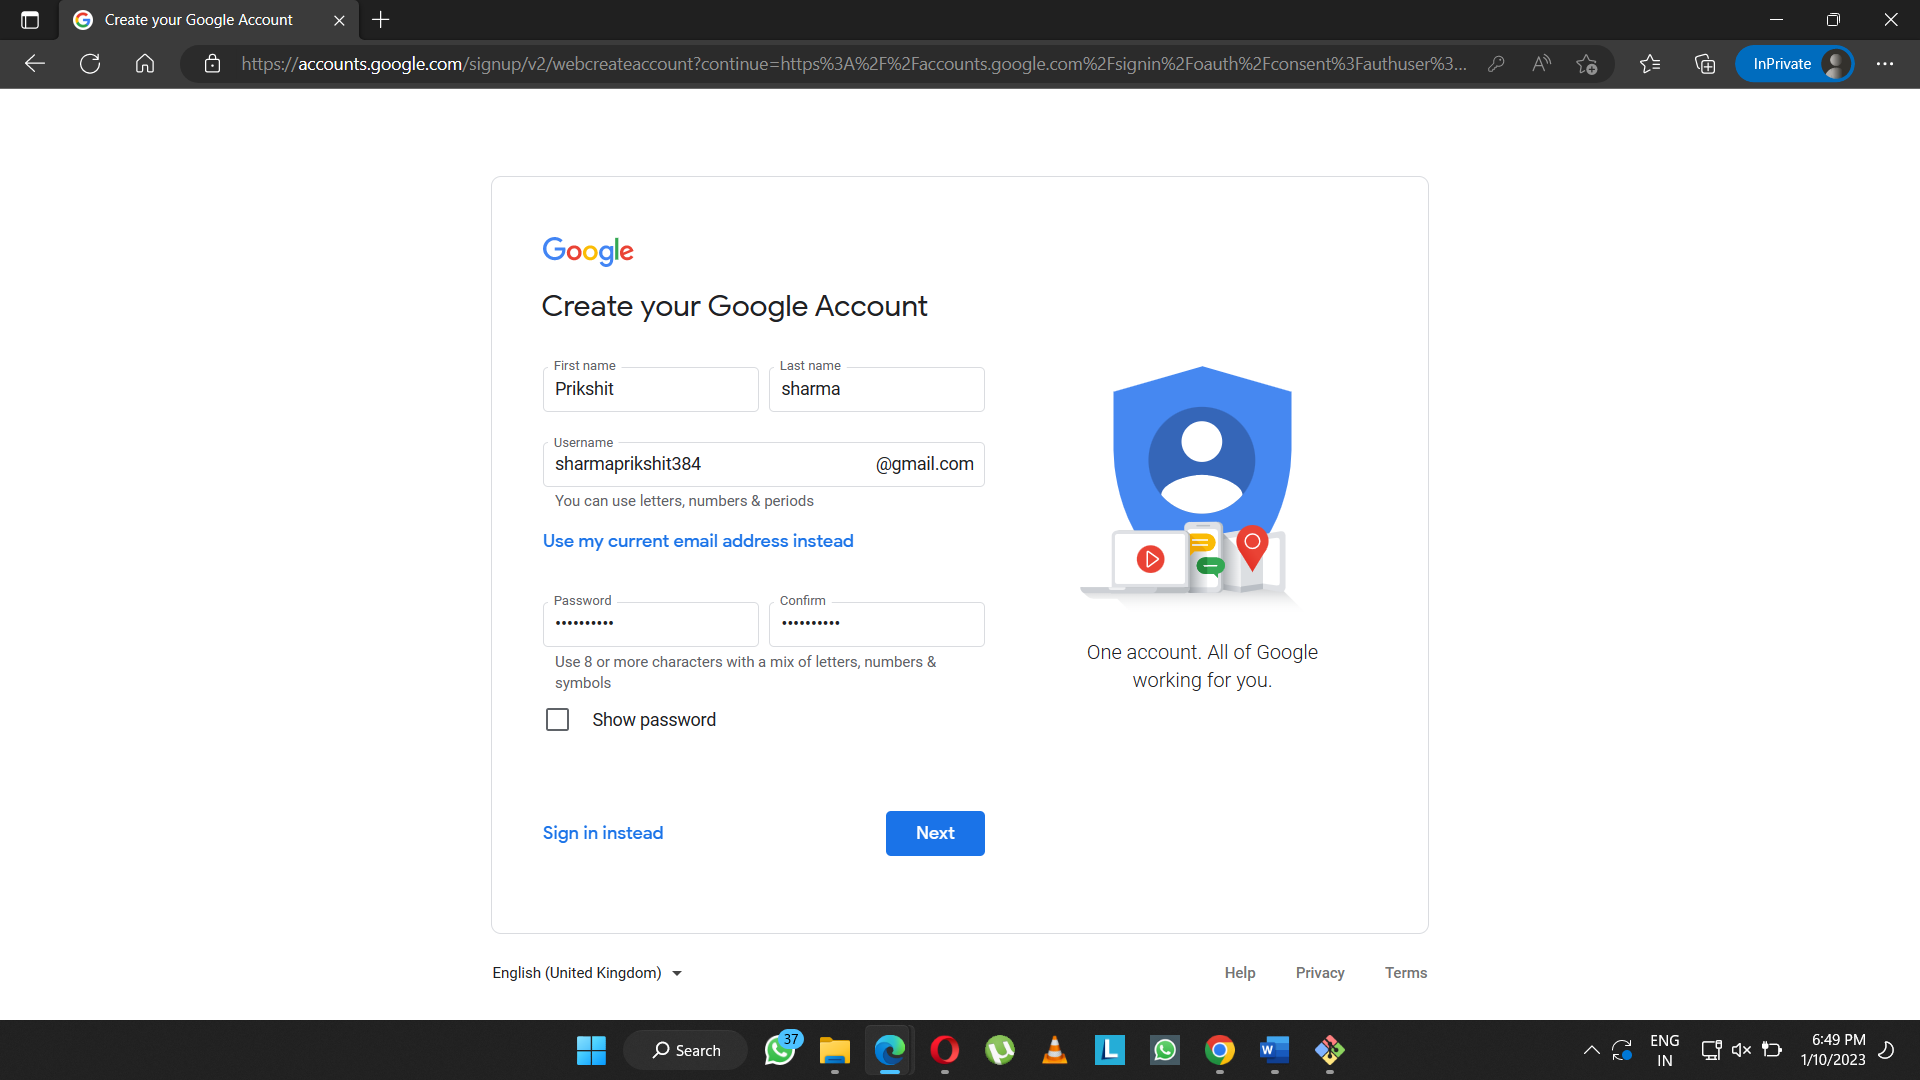 Create your Google Account
https://accounts.google.com/signup/v2/webcreateaccount?continue=https%3A%2F%2Faccounts.google.com%2Fsignin%2Foauth%2Fconsent%3Fauthuser%3...
InPrivate
Google
Create your Google Account
First name
Last name
Prikshit
sharma
Username
sharmaprikshit384
@gmail.com
You can use letters, numbers & periods
Use my current email address instead
Password
Confirm
••••••••••
••••••••••
Use 8 or more characters with a mix of letters, numbers &
symbols
Show password
One account. All of Google
working for you.
Sign in instead
Next
English (United Kingdom)
Help
Privacy
Terms
Search
37
ENG
IN
6:49 PM
1/10/2023